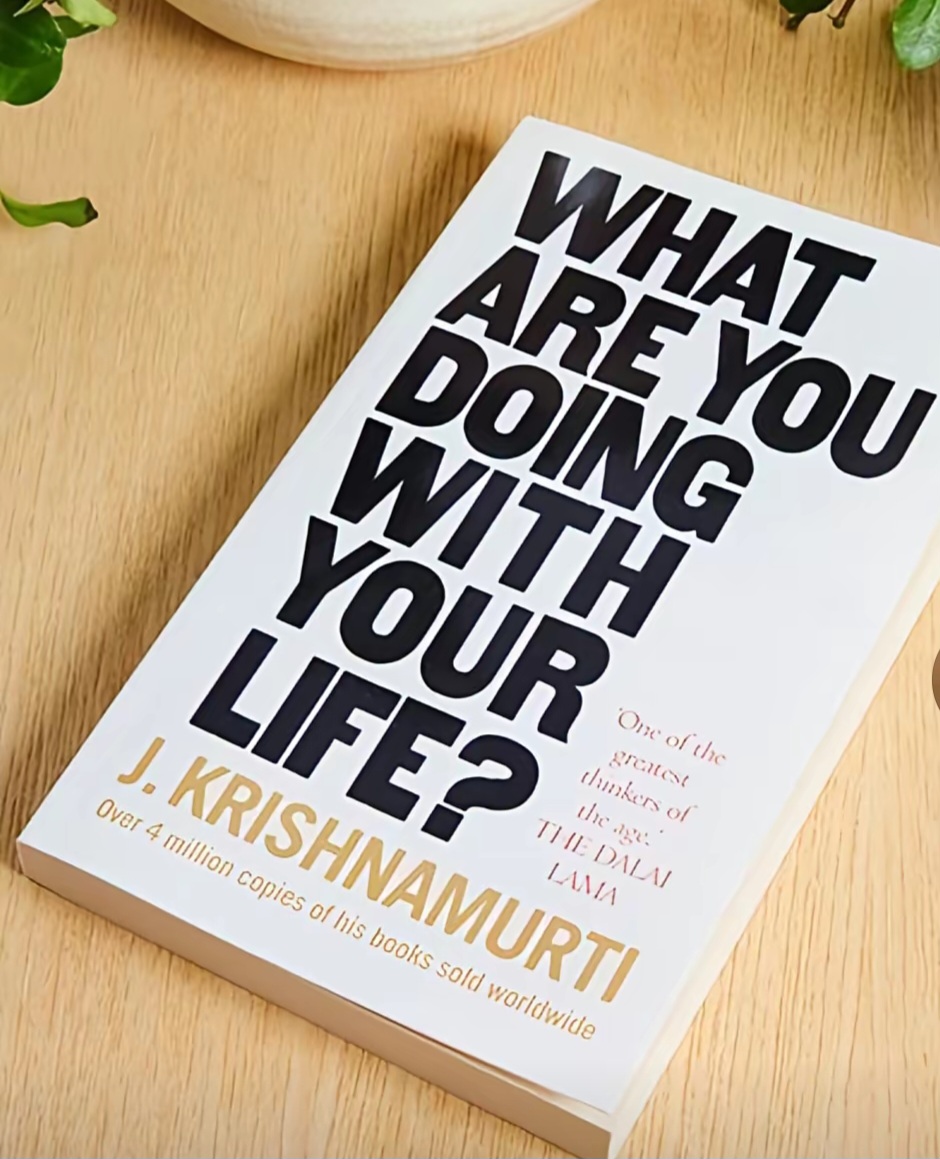 WHAT
ARE YOU
DOING
WITH
YOUR
LIFE?
'One of the
greatest
thinkers of
the age.'
THE DALAI
LAMA
J. KRISHNAMURTI
Over 4 million copies of his books sold worldwide